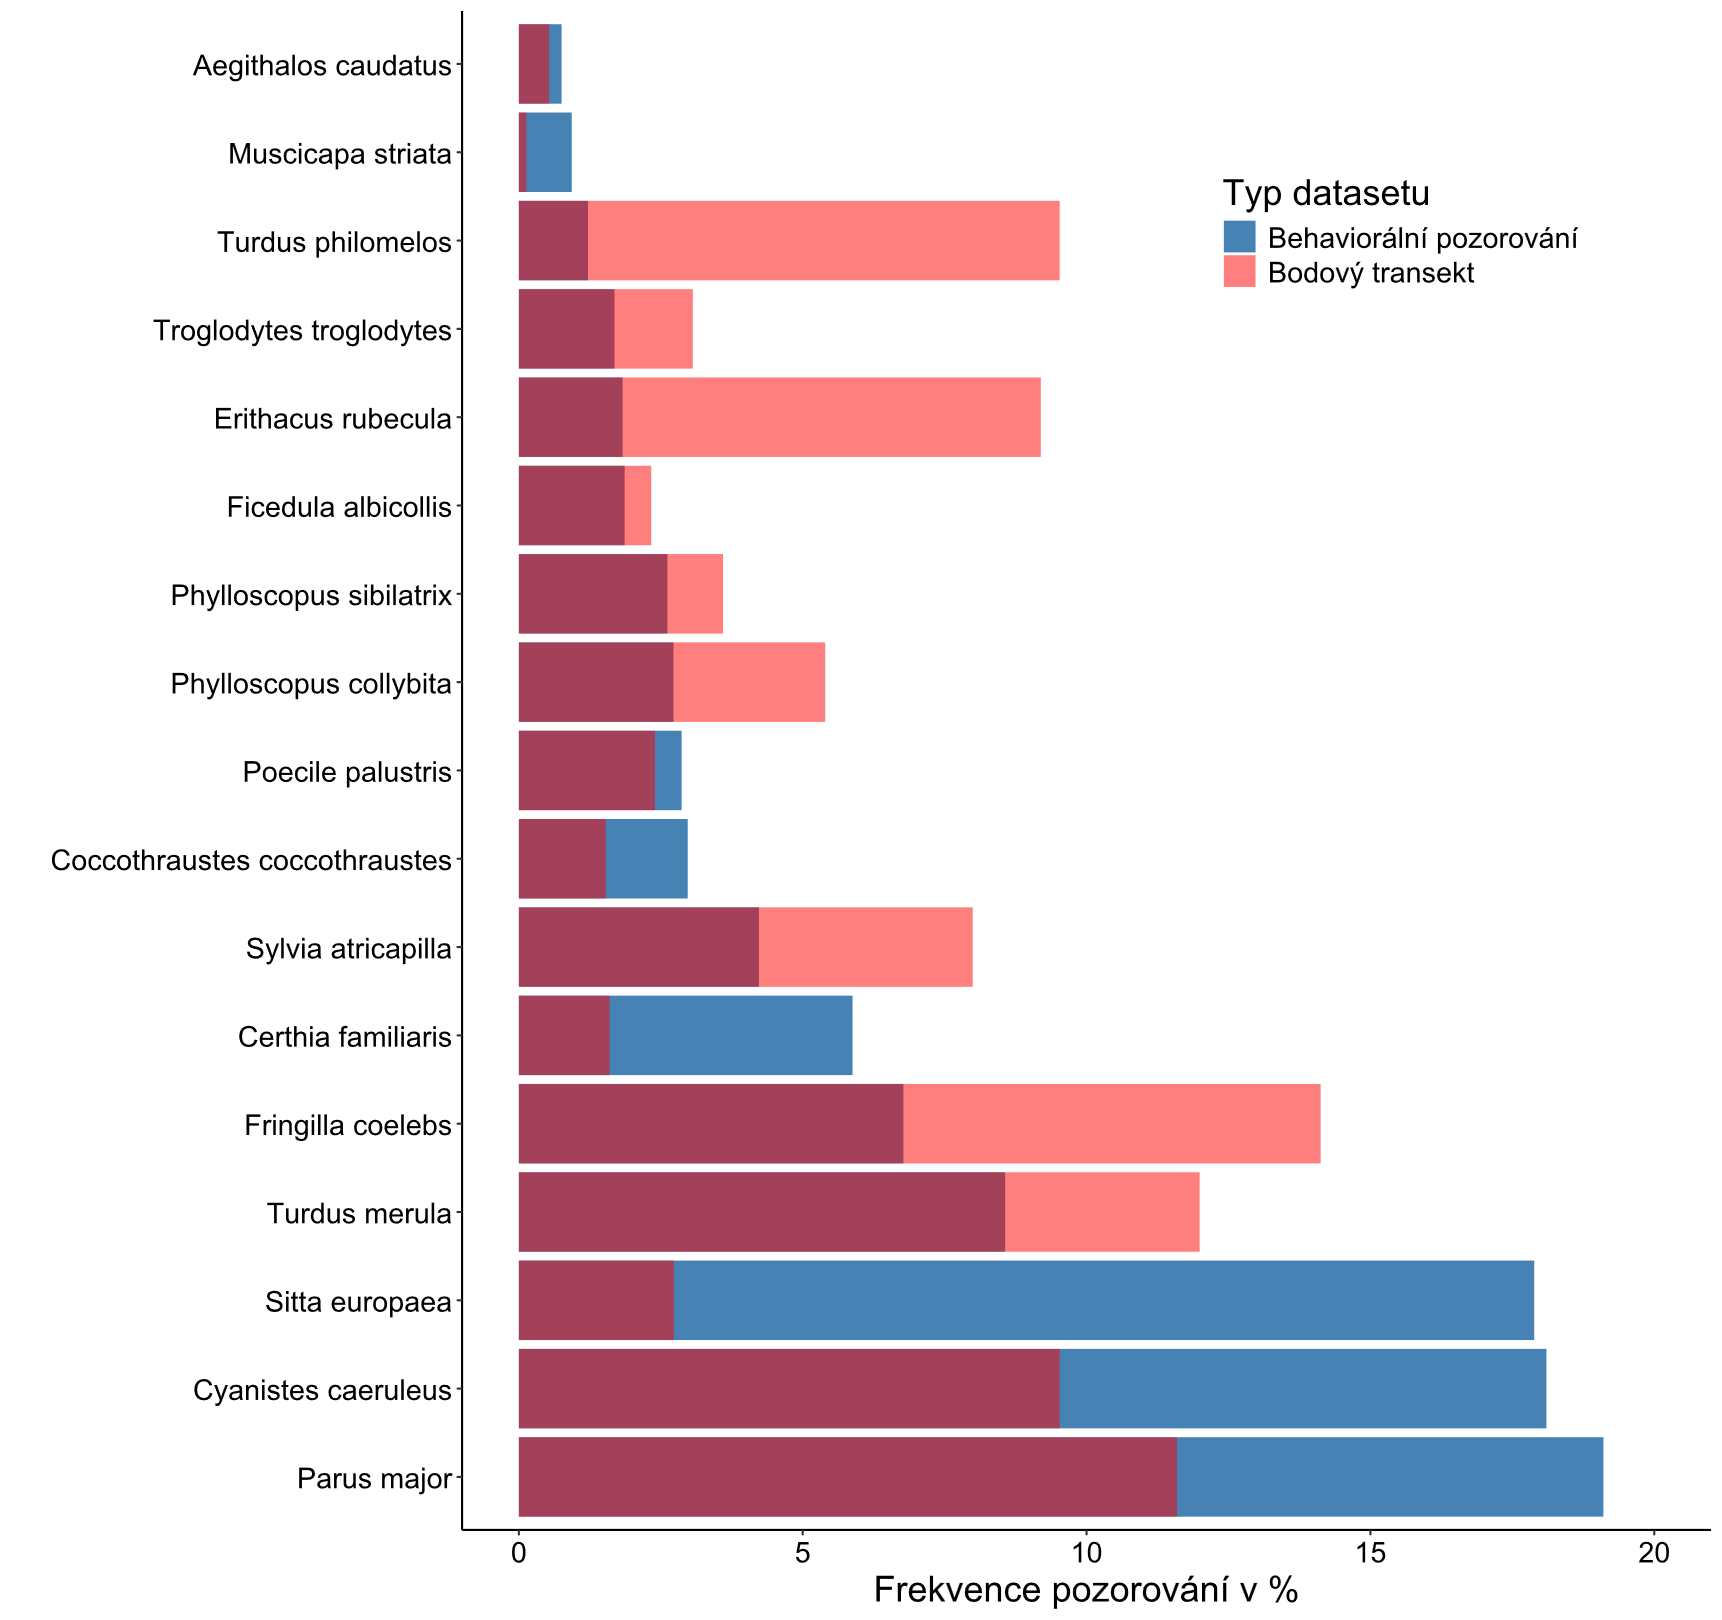 Aegithalos caudatus
Muscicapa striata
Turdus philomelos
Troglodytes troglodytes
Erithacus rubecula
Ficedula albicollis
Phylloscopus sibilatrix
Phylloscopus collybita
Poecile palustris
Coccothraustes coccothraustes
Sylvia atricapilla
Certhia familiaris
Fringilla coelebs
Turdus merula
Sitta europaea
Cyanistes caeruleus
Parus major
Typ datasetu
Behaviorální pozorování
Bodový transekt
0 5 10 15 20
Frekvence pozorování v %